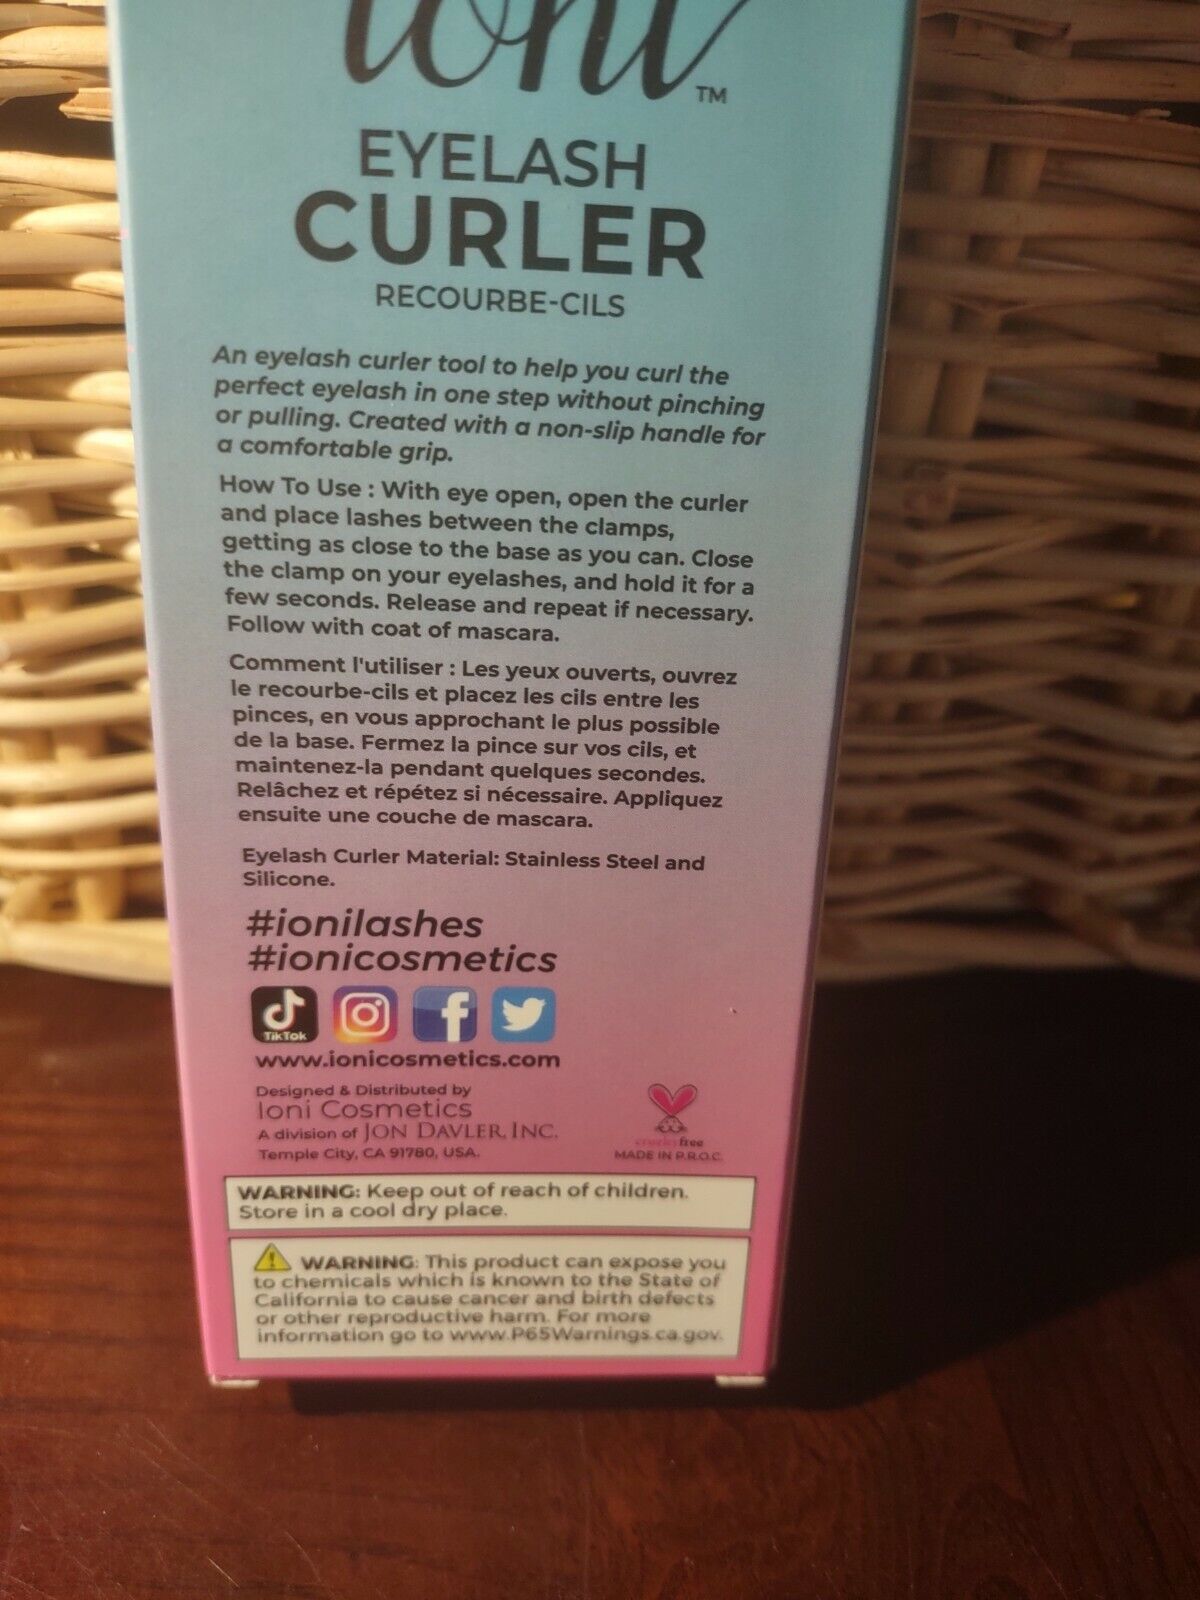 ioni™
EYELASH
CURLER
RECOURBE-CILS
An eyelash curler tool to help you curl the
perfect eyelash in one step without pinching
or pulling. Created with a non-slip handle for
a comfortable grip.
How To Use : With eye open, open the curler
and place lashes between the clamps,
getting as close to the base as you can. Close
the clamp on your eyelashes, and hold it for a
few seconds. Release and repeat if necessary.
Follow with coat of mascara.
Comment l'utiliser : Les yeux ouverts, ouvrez
le recourbe-cils et placez les cils entre les
pinces, en vous approchant le plus possible
de la base. Fermez la pince sur vos cils, et
maintenez-la pendant quelques secondes.
Relâchez et répétez si nécessaire. Appliquez
ensuite une couche de mascara.
Eyelash Curler Material: Stainless Steel and
Silicone.
#ionilashes
#ionicosmetics
TikTok
www.ionicosmetics.com
Designed & Distributed by
Ioni Cosmetics
A division of JON DAVLER, INC.
Temple City, CA 91780, USA.
crueltyfree
MADE IN P.R.O.C.
WARNING: Keep out of reach of children.
Store in a cool dry place.
WARNING: This product can expose you
to chemicals which is known to the State of
California to cause cancer and birth defects
or other reproductive harm. For more
information go to www.P65Warnings.ca.gov.